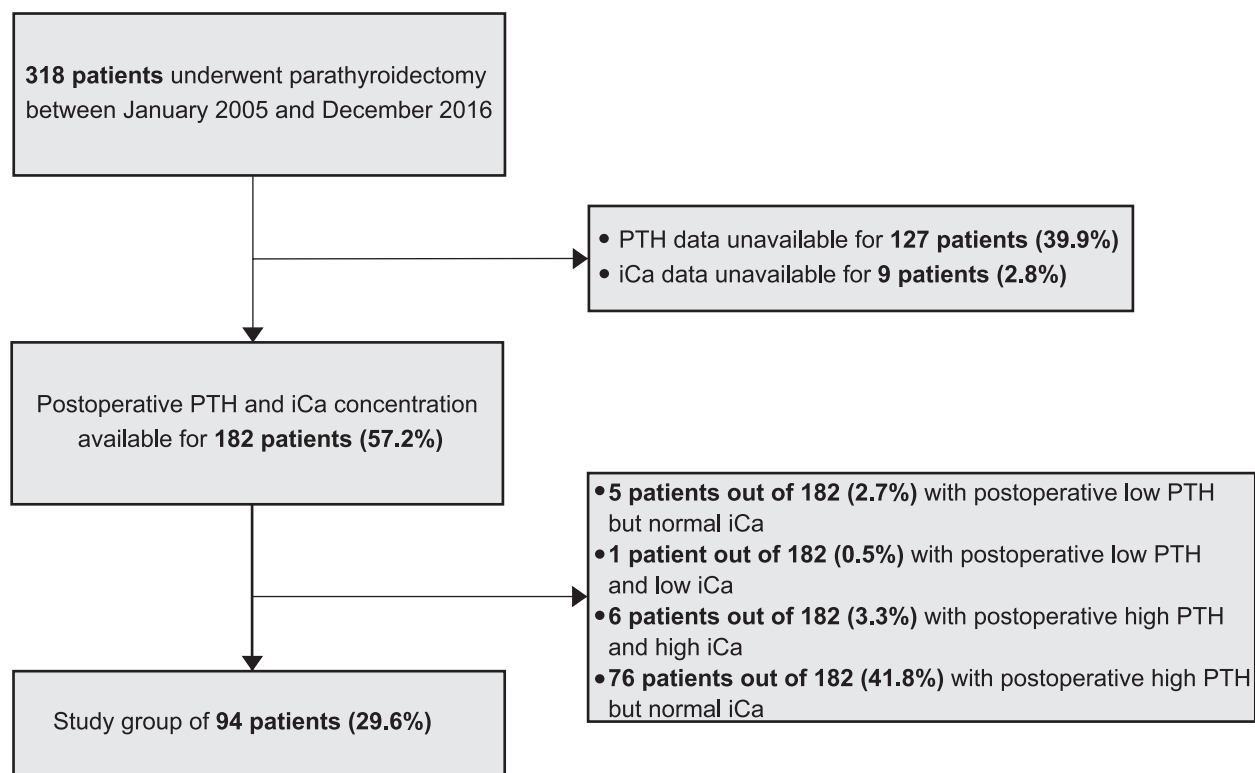 318 patients underwent parathyroidectomy
between January 2005 and December 2016
• PTH data unavailable for 127 patients (39.9%)
• iCa data unavailable for 9 patients (2.8%)
Postoperative PTH and iCa concentration
available for 182 patients (57.2%)
• 5 patients out of 182 (2.7%) with postoperative low PTH
but normal iCa
• 1 patient out of 182 (0.5%) with postoperative low PTH
and low iCa
• 6 patients out of 182 (3.3%) with postoperative high PTH
and high iCa
• 76 patients out of 182 (41.8%) with postoperative high PTH
but normal iCa
Study group of 94 patients (29.6%)